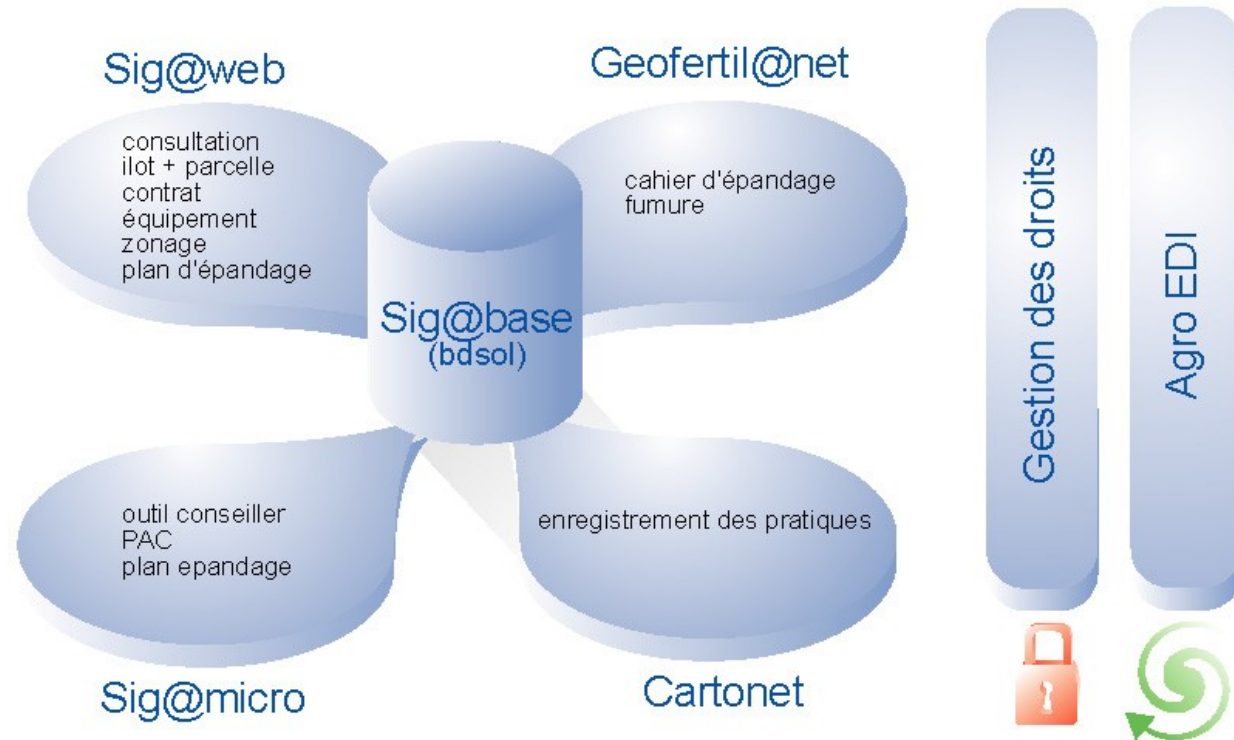 Sig@web
consultation
ilot + parcelle
contrat
équipement
zonage
plan d'épandage
Geofertil@net
cahier d'épandage
fumure
Sig@base
(bdsol)
outil conseiller
PAC
plan epandage
Sig@micro
enregistrement des pratiques
Cartonet
Gestion des droits
Agro EDI